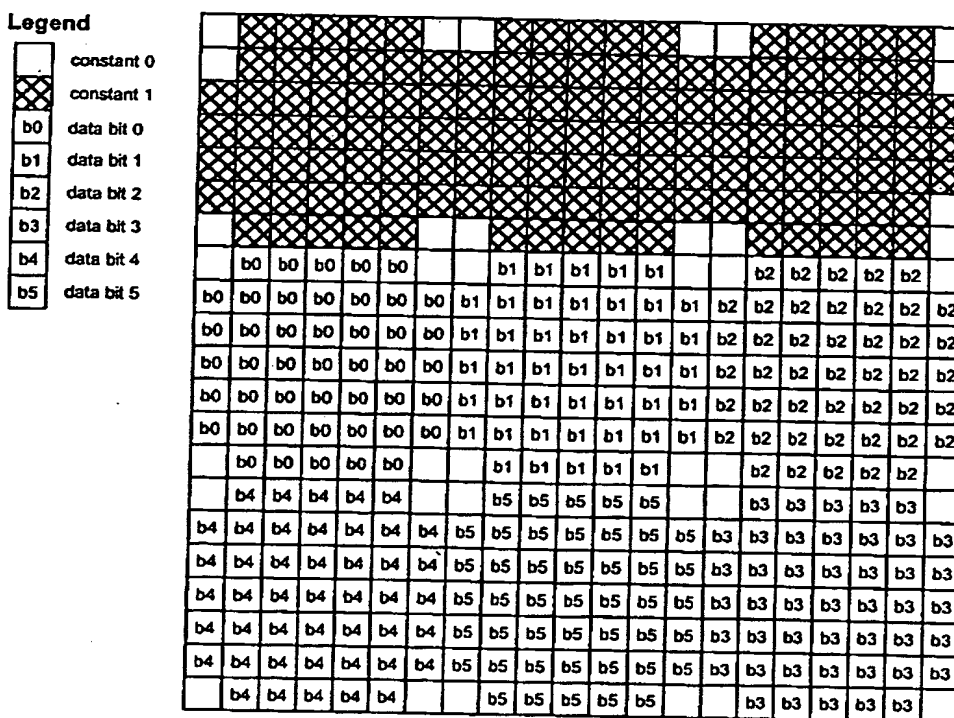 Legend
constant 0
constant 1
b0 data bit 0
b1 data bit 1
b2 data bit 2
b3 data bit 3
b4 data bit 4
b5 data bit 5
b0 b0 b0 b0 b0 b1 b1 b1 b1 b1 b2 b2 b2 b2 b2
b0 b0 b0 b0 b0 b0 b0 b1 b1 b1 b1 b1 b1 b1 b2 b2 b2 b2 b2 b2 b2
b0 b0 b0 b0 b0 b0 b0 b1 b1 b1 b1 b1 b1 b1 b2 b2 b2 b2 b2 b2 b2
b0 b0 b0 b0 b0 b0 b0 b1 b1 b1 b1 b1 b1 b1 b2 b2 b2 b2 b2 b2 b2
b0 b0 b0 b0 b0 b0 b0 b1 b1 b1 b1 b1 b1 b1 b2 b2 b2 b2 b2 b2 b2
b0 b0 b0 b0 b0 b0 b0 b1 b1 b1 b1 b1 b1 b1 b2 b2 b2 b2 b2 b2 b2
b0 b0 b0 b0 b0 b1 b1 b1 b1 b1 b2 b2 b2 b2 b2
b4 b4 b4 b4 b4 b5 b5 b5 b5 b5 b3 b3 b3 b3 b3
b4 b4 b4 b4 b4 b4 b4 b5 b5 b5 b5 b5 b5 b5 b3 b3 b3 b3 b3 b3 b3
b4 b4 b4 b4 b4 b4 b4 b5 b5 b5 b5 b5 b5 b5 b3 b3 b3 b3 b3 b3 b3
b4 b4 b4 b4 b4 b4 b4 b5 b5 b5 b5 b5 b5 b5 b3 b3 b3 b3 b3 b3 b3
b4 b4 b4 b4 b4 b4 b4 b5 b5 b5 b5 b5 b5 b5 b3 b3 b3 b3 b3 b3 b3
b4 b4 b4 b4 b4 b4 b4 b5 b5 b5 b5 b5 b5 b5 b3 b3 b3 b3 b3 b3 b3
b4 b4 b4 b4 b4 b5 b5 b5 b5 b5 b3 b3 b3 b3 b3